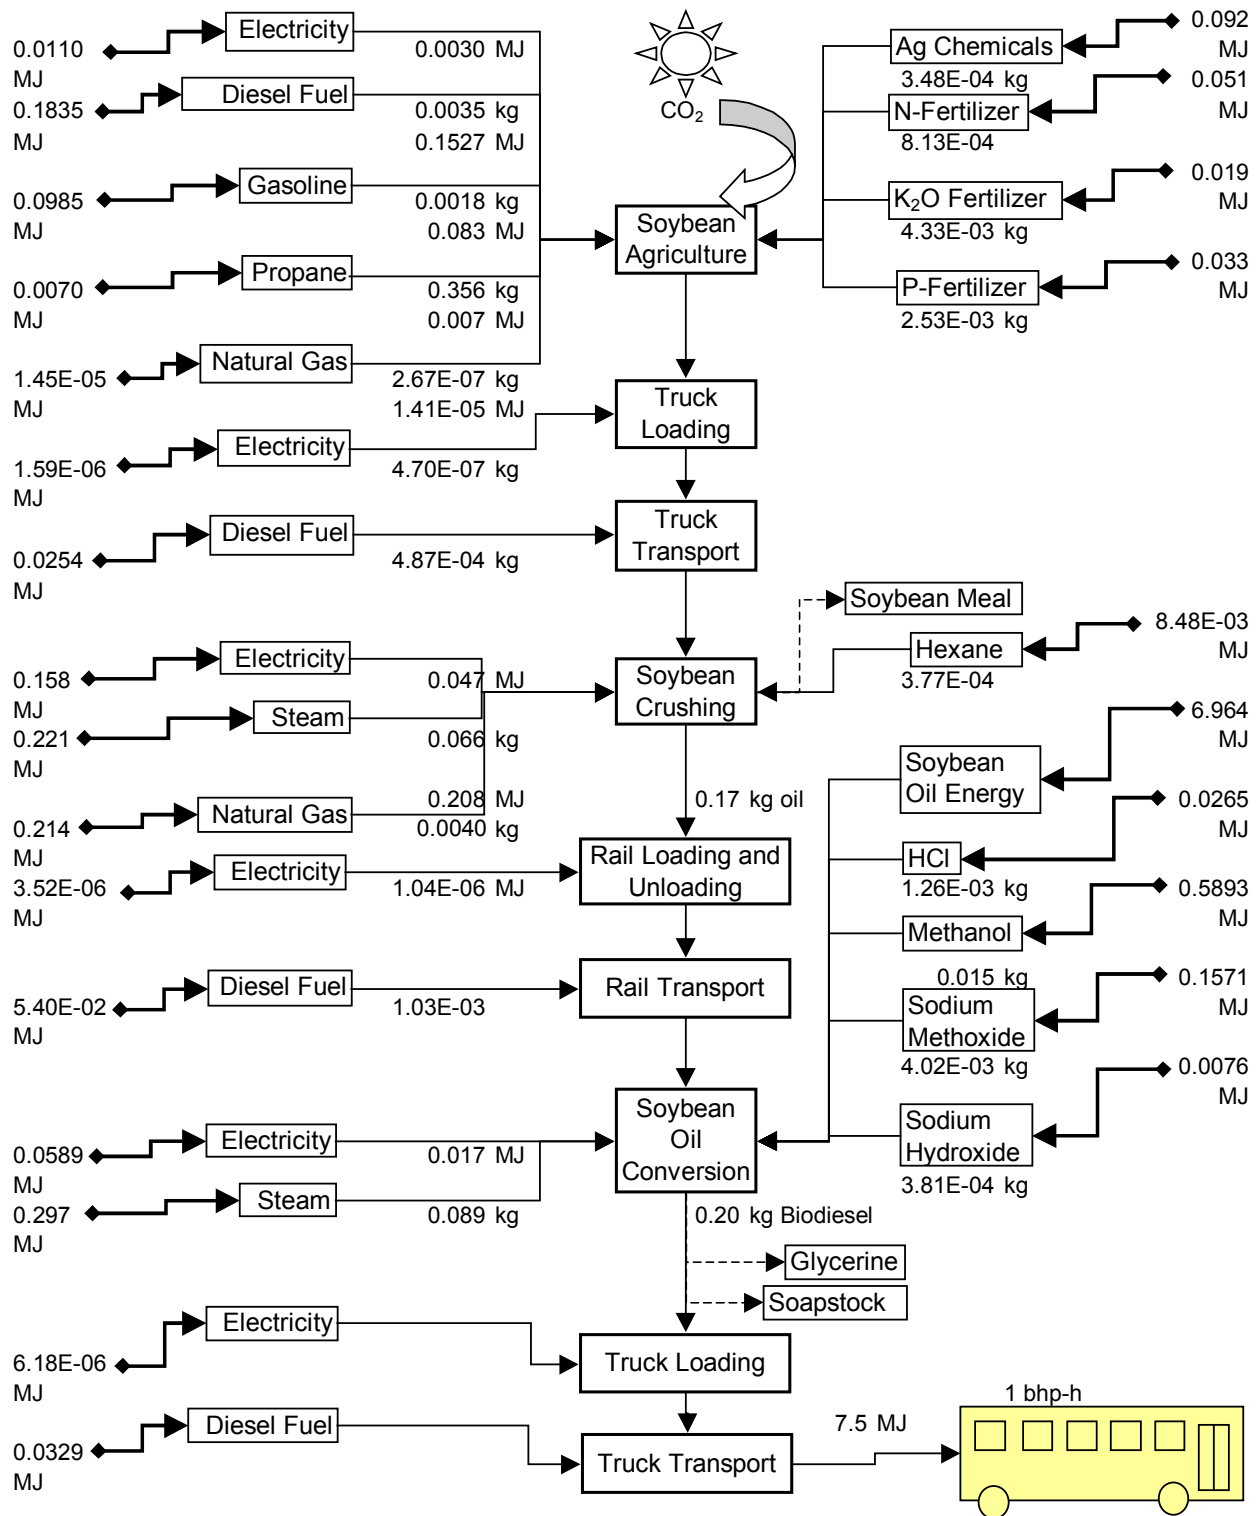 0.0110
MJ
Electricity
0.0030 MJ
0.1835
MJ
Diesel Fuel
0.0035 kg
0.1527 MJ
0.0985
MJ
Gasoline
0.0018 kg
0.083 MJ
0.0070
MJ
Propane
0.356 kg
0.007 MJ
1.45E-05
MJ
Natural Gas
2.67E-07 kg
1.41E-05 MJ
CO2
Soybean
Agriculture
Ag Chemicals
3.48E-04 kg
0.092
MJ
N-Fertilizer
8.13E-04
0.051
MJ
K2O Fertilizer
4.33E-03 kg
0.019
MJ
P-Fertilizer
2.53E-03 kg
0.033
MJ
1.59E-06
MJ
Electricity
4.70E-07 kg
Truck
Loading
0.0254
MJ
Diesel Fuel
4.87E-04 kg
Truck
Transport
Soybean Meal
0.158
MJ
Electricity
0.047 MJ
0.221
MJ
Steam
0.066 kg
0.214
MJ
Natural Gas
0.208 MJ
0.0040 kg
Soybean
Crushing
Hexane
3.77E-04
8.48E-03
MJ
0.17 kg oil
3.52E-06
MJ
Electricity
1.04E-06 MJ
Rail Loading and
Unloading
5.40E-02
MJ
Diesel Fuel
1.03E-03
Rail Transport
Soybean
Oil Energy
6.964
MJ
HCl
1.26E-03 kg
0.0265
MJ
Methanol
0.015 kg
0.5893
MJ
Sodium
Methoxide
4.02E-03 kg
0.1571
MJ
Sodium
Hydroxide
3.81E-04 kg
0.0076
MJ
0.0589
MJ
Electricity
0.017 MJ
0.297
MJ
Steam
0.089 kg
Soybean
Oil
Conversion
0.20 kg Biodiesel
Glycerine
Soapstock
6.18E-06
MJ
Electricity
Truck Loading
0.0329
MJ
Diesel Fuel
Truck Transport
7.5 MJ
1 bhp-h